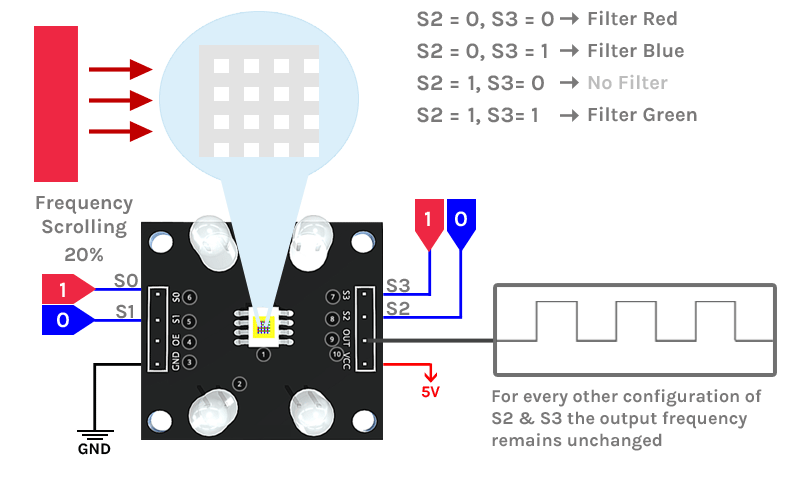 S2 = 0, S3 = 0 → Filter Red
S2 = 0, S3 = 1 → Filter Blue
S2 = 1, S3= 0 → No Filter
S2 = 1, S3= 1 → Filter Green
Frequency
Scrolling
20%
1
0
S0
S1
GND
S0
S1
OE
GND
6
5
4
3
2
1
7
8
9
10
S3
S2
OUT
VCC
S3
S2
1
0
5V
For every other configuration of
S2 & S3 the output frequency
remains unchanged